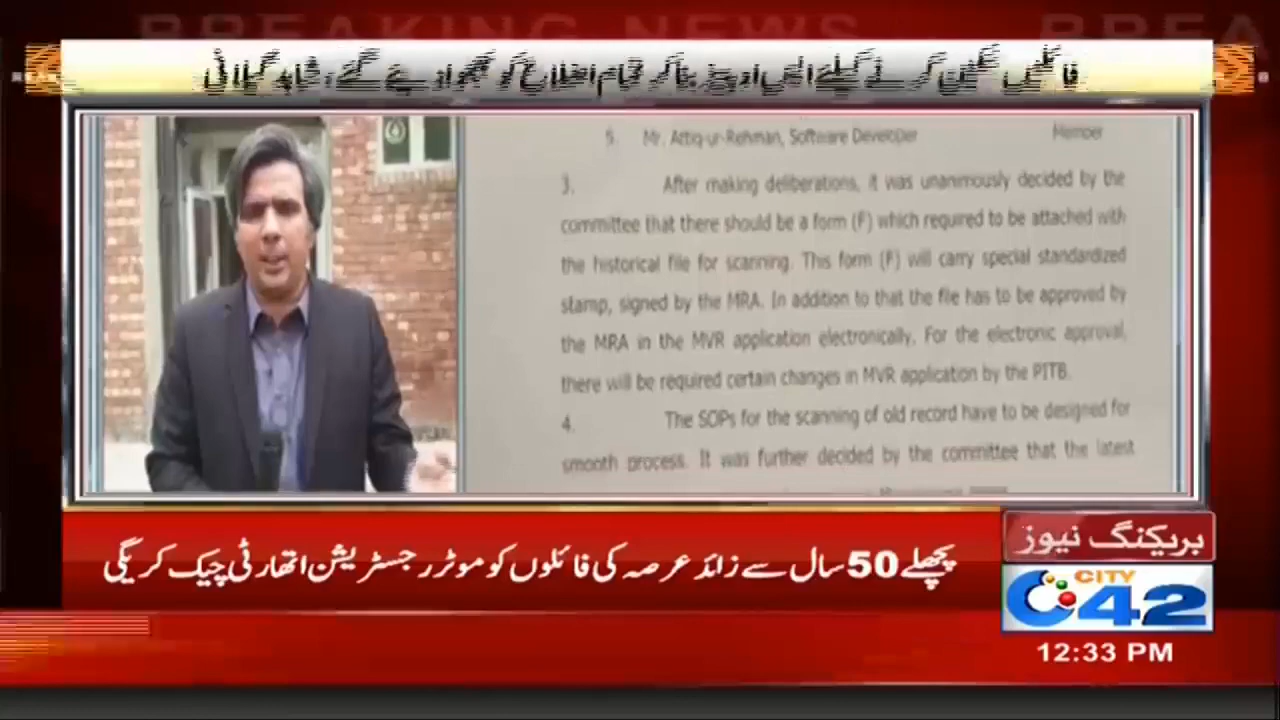 BREAKING NEWS
فائلیں سکین کرنے کیلئے ایس او پیز بنا کر تمام اضلاع کو بھجوا دیئے گئے، شاہد گیلانی
5. Mr. Attiq-ur-Rehman, Software Developer Member
3. After making deliberations, it was unanimously decided by the
committee that there should be a form (F) which required to be attached with
the historical file for scanning. This form (F) will carry special standardized
stamp, signed by the MRA. In addition to that the file has to be approved by
the MRA in the MVR application electronically. For the electronic approval,
there will be required certain changes in MVR application by the PITB.
4. The SOPs for the scanning of old record have to be designed for
smooth process. It was further decided by the committee that the latest
بریکنگ نیوز
پچھلے 50 سال سے زائد عرصہ کی فائلوں کو موٹر رجسٹریشن اتھارٹی چیک کریگی
CITY
42
12:33 PM